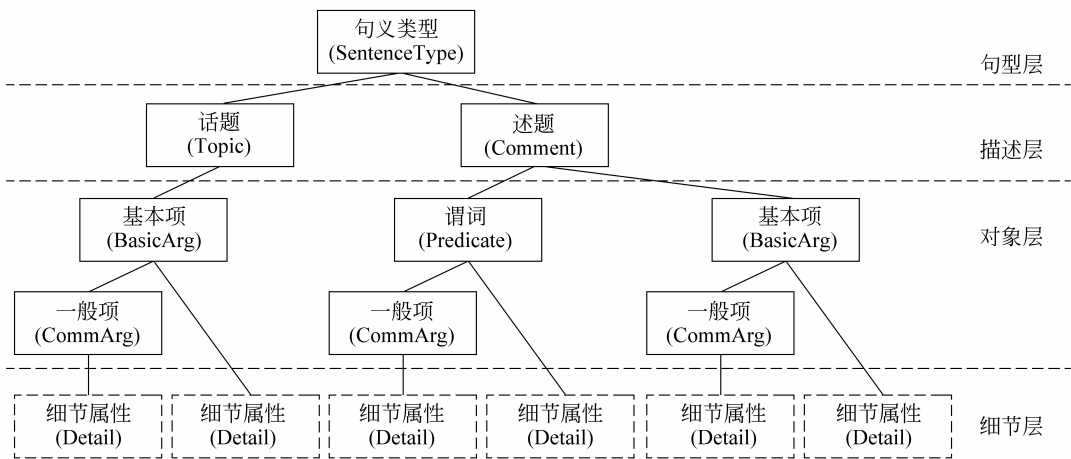 句义类型
(SentenceType)
句型层
话题
(Topic)
述题
(Comment)
描述层
基本项
(BasicArg)
谓词
(Predicate)
基本项
(BasicArg)
对象层
一般项
(CommArg)
一般项
(CommArg)
一般项
(CommArg)
细节属性
(Detail)
细节属性
(Detail)
细节属性
(Detail)
细节属性
(Detail)
细节属性
(Detail)
细节属性
(Detail)
细节层